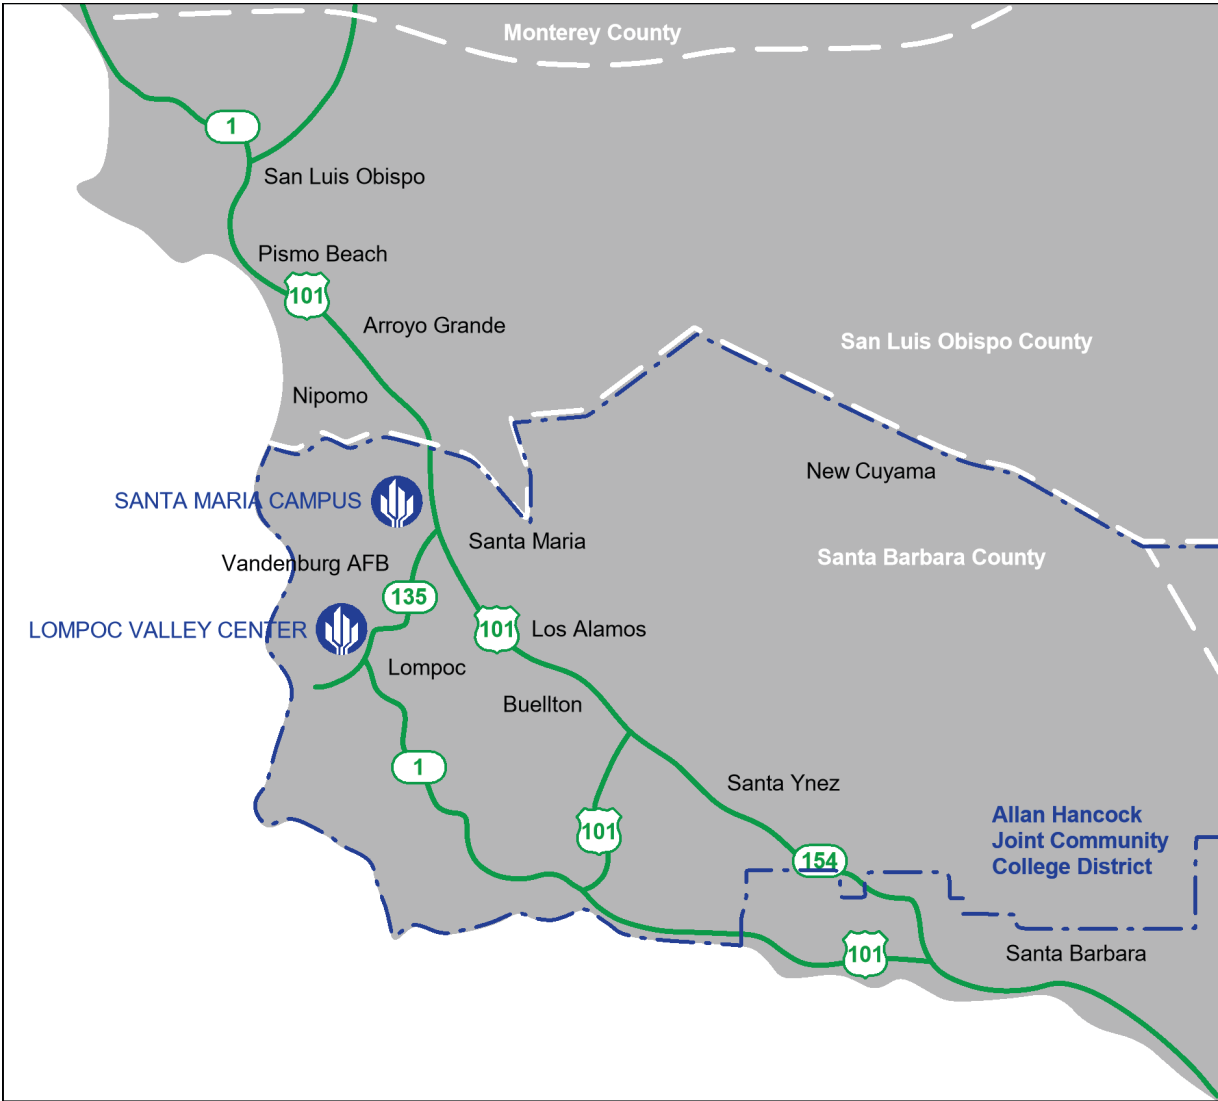 Monterey County
1
San Luis Obispo
Pismo Beach
101
Arroyo Grande
San Luis Obispo County
Nipomo
New Cuyama
SANTA MARIA CAMPUS
Santa Maria
Vandenburg AFB
Santa Barbara County
135
LOMPOC VALLEY CENTER
101
Los Alamos
Lompoc
Buellton
1
Santa Ynez
101
Allan Hancock
Joint Community
College District
154
101
Santa Barbara